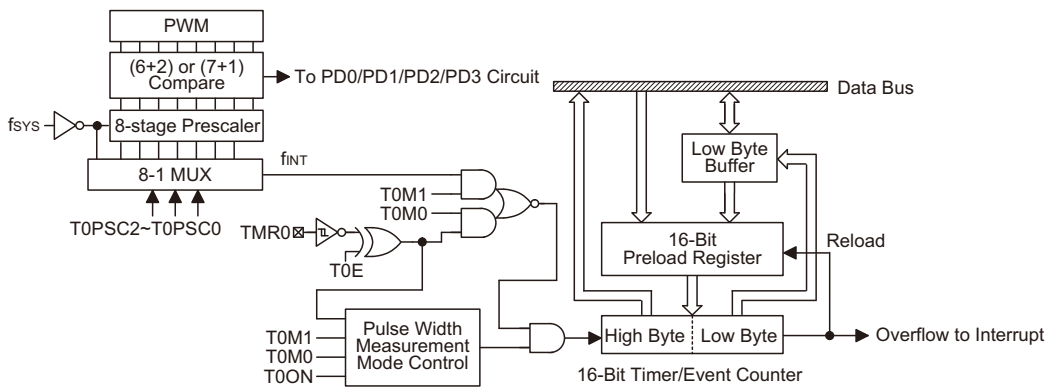 PWM
(6+2) or (7+1)
Compare
To PD0/PD1/PD2/PD3 Circuit
fSYS
8-stage Prescaler
8-1 MUX
fINT
T0PSC2~T0PSC0
T0M1
T0M0
TMR0
T0E
T0M1
T0M0
T0ON
Pulse Width
Measurement
Mode Control
Data Bus
Low Byte
Buffer
16-Bit
Preload Register
Reload
High Byte
Low Byte
Overflow to Interrupt
16-Bit Timer/Event Counter